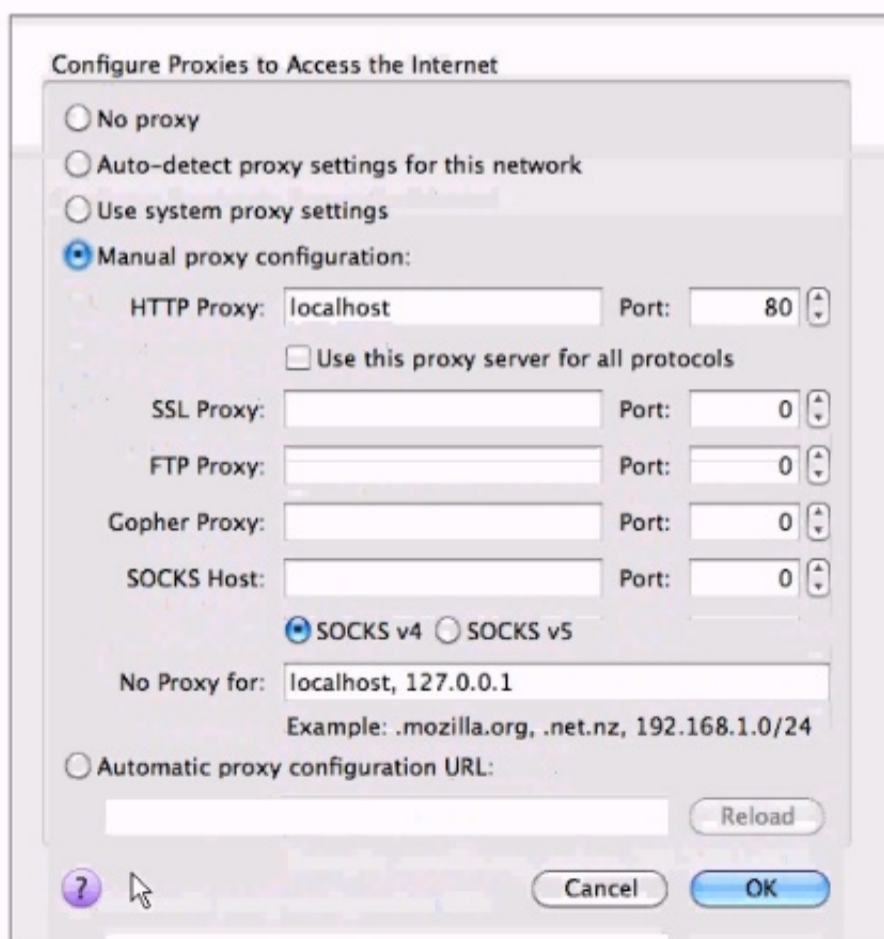 Configure Proxies to Access the Internet
No proxy
Auto-detect proxy settings for this network
Use system proxy settings
Manual proxy configuration:
HTTP Proxy: localhost Port: 80
Use this proxy server for all protocols
SSL Proxy: Port: 0
FTP Proxy: Port: 0
Gopher Proxy: Port: 0
SOCKS Host: Port: 0
SOCKS v4 SOCKS v5
No Proxy for: localhost, 127.0.0.1
Example: .mozilla.org, .net.nz, 192.168.1.0/24
Automatic proxy configuration URL:
Reload
? Cancel OK